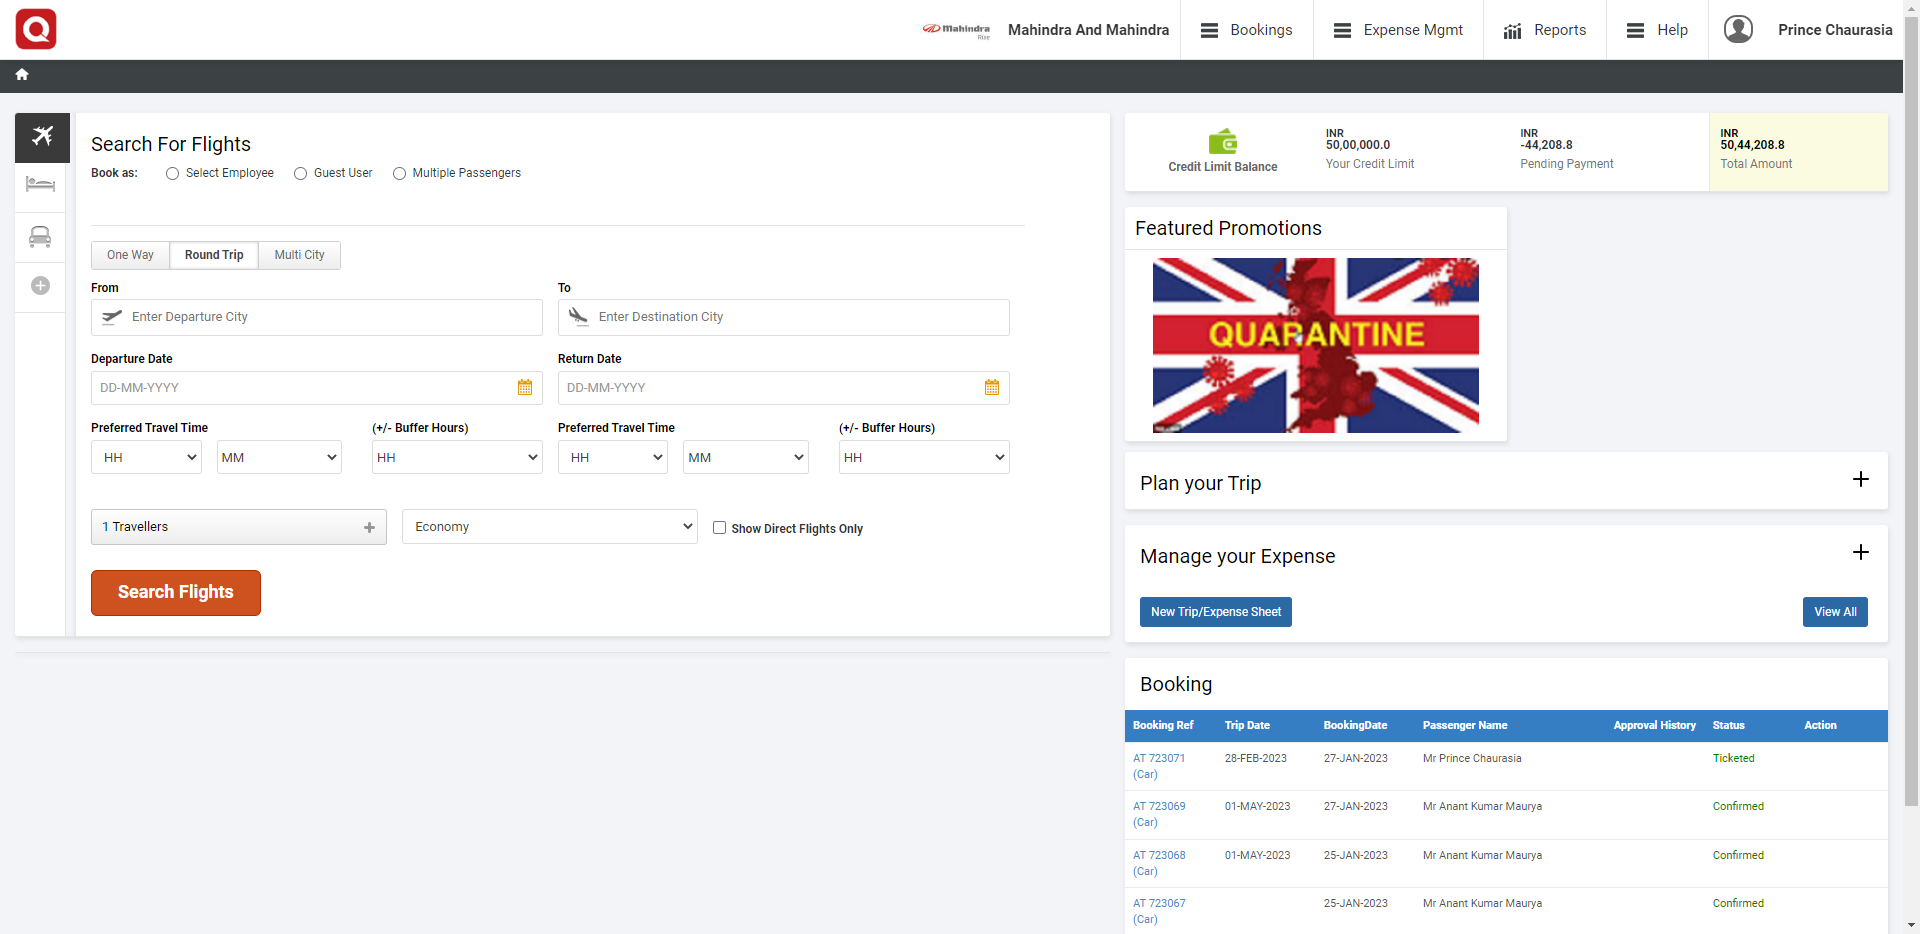 Q
Mahindra
Rise
Mahindra And Mahindra
Bookings
Expense Mgmt
Reports
Help
Prince Chaurasia
Search For Flights
Book as:
Select Employee
Guest User
Multiple Passengers
One Way
Round Trip
Multi City
From
To
Enter Departure City
Enter Destination City
Departure Date
Return Date
DD-MM-YYYY
DD-MM-YYYY
Preferred Travel Time
(+/- Buffer Hours)
Preferred Travel Time
(+/- Buffer Hours)
HH
MM
HH
HH
MM
HH
1 Travellers
Economy
Show Direct Flights Only
Search Flights
Credit Limit Balance
INR
50,00,000.0
Your Credit Limit
INR
-44,208.8
Pending Payment
INR
50,44,208.8
Total Amount
Featured Promotions
QUARANTINE
Plan your Trip
Manage your Expense
New Trip/Expense Sheet
View All
Booking
Booking Ref Trip Date BookingDate Passenger Name Approval History Status Action
AT 723071 28-FEB-2023 27-JAN-2023 Mr Prince Chaurasia Ticketed
(Car)
AT 723069 01-MAY-2023 27-JAN-2023 Mr Anant Kumar Maurya Confirmed
(Car)
AT 723068 01-MAY-2023 25-JAN-2023 Mr Anant Kumar Maurya Confirmed
(Car)
AT 723067 25-JAN-2023 Mr Anant Kumar Maurya Confirmed
(Car)